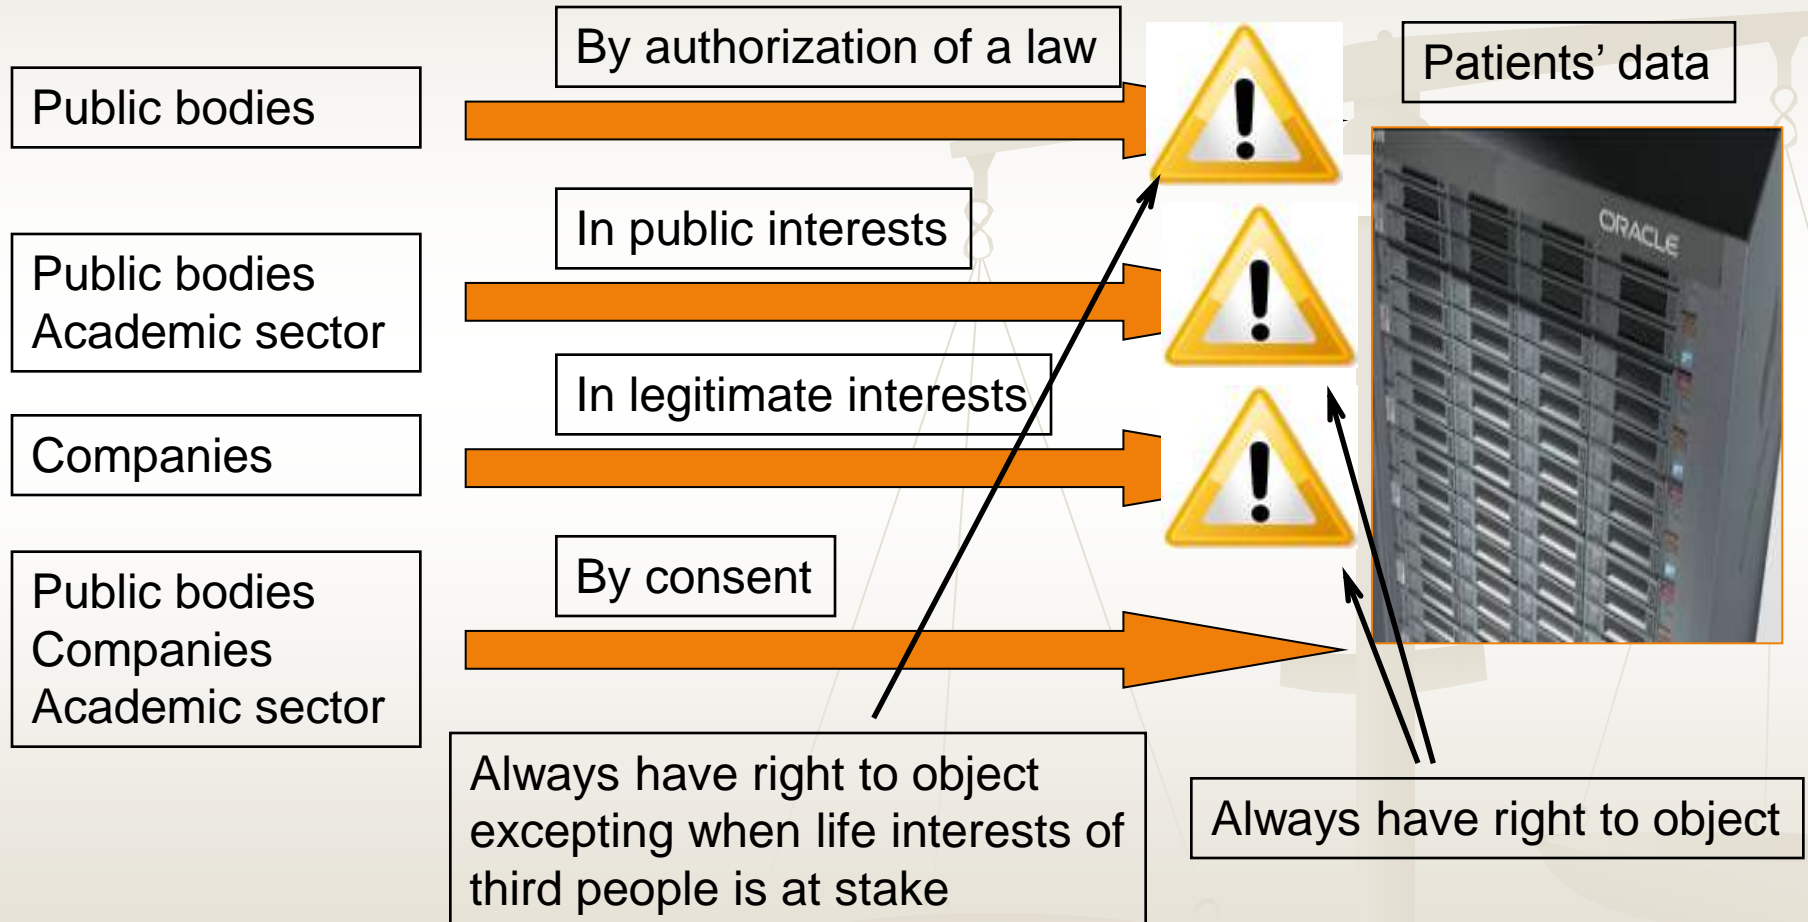 By authorization of a law
Patients’ data
Public bodies
In public interests
ORACLE
Public bodies
Academic sector
In legitimate interests
Companies
By consent
Public bodies
Companies
Academic sector
Always have right to object
excepting when life interests of
third people is at stake
Always have right to object